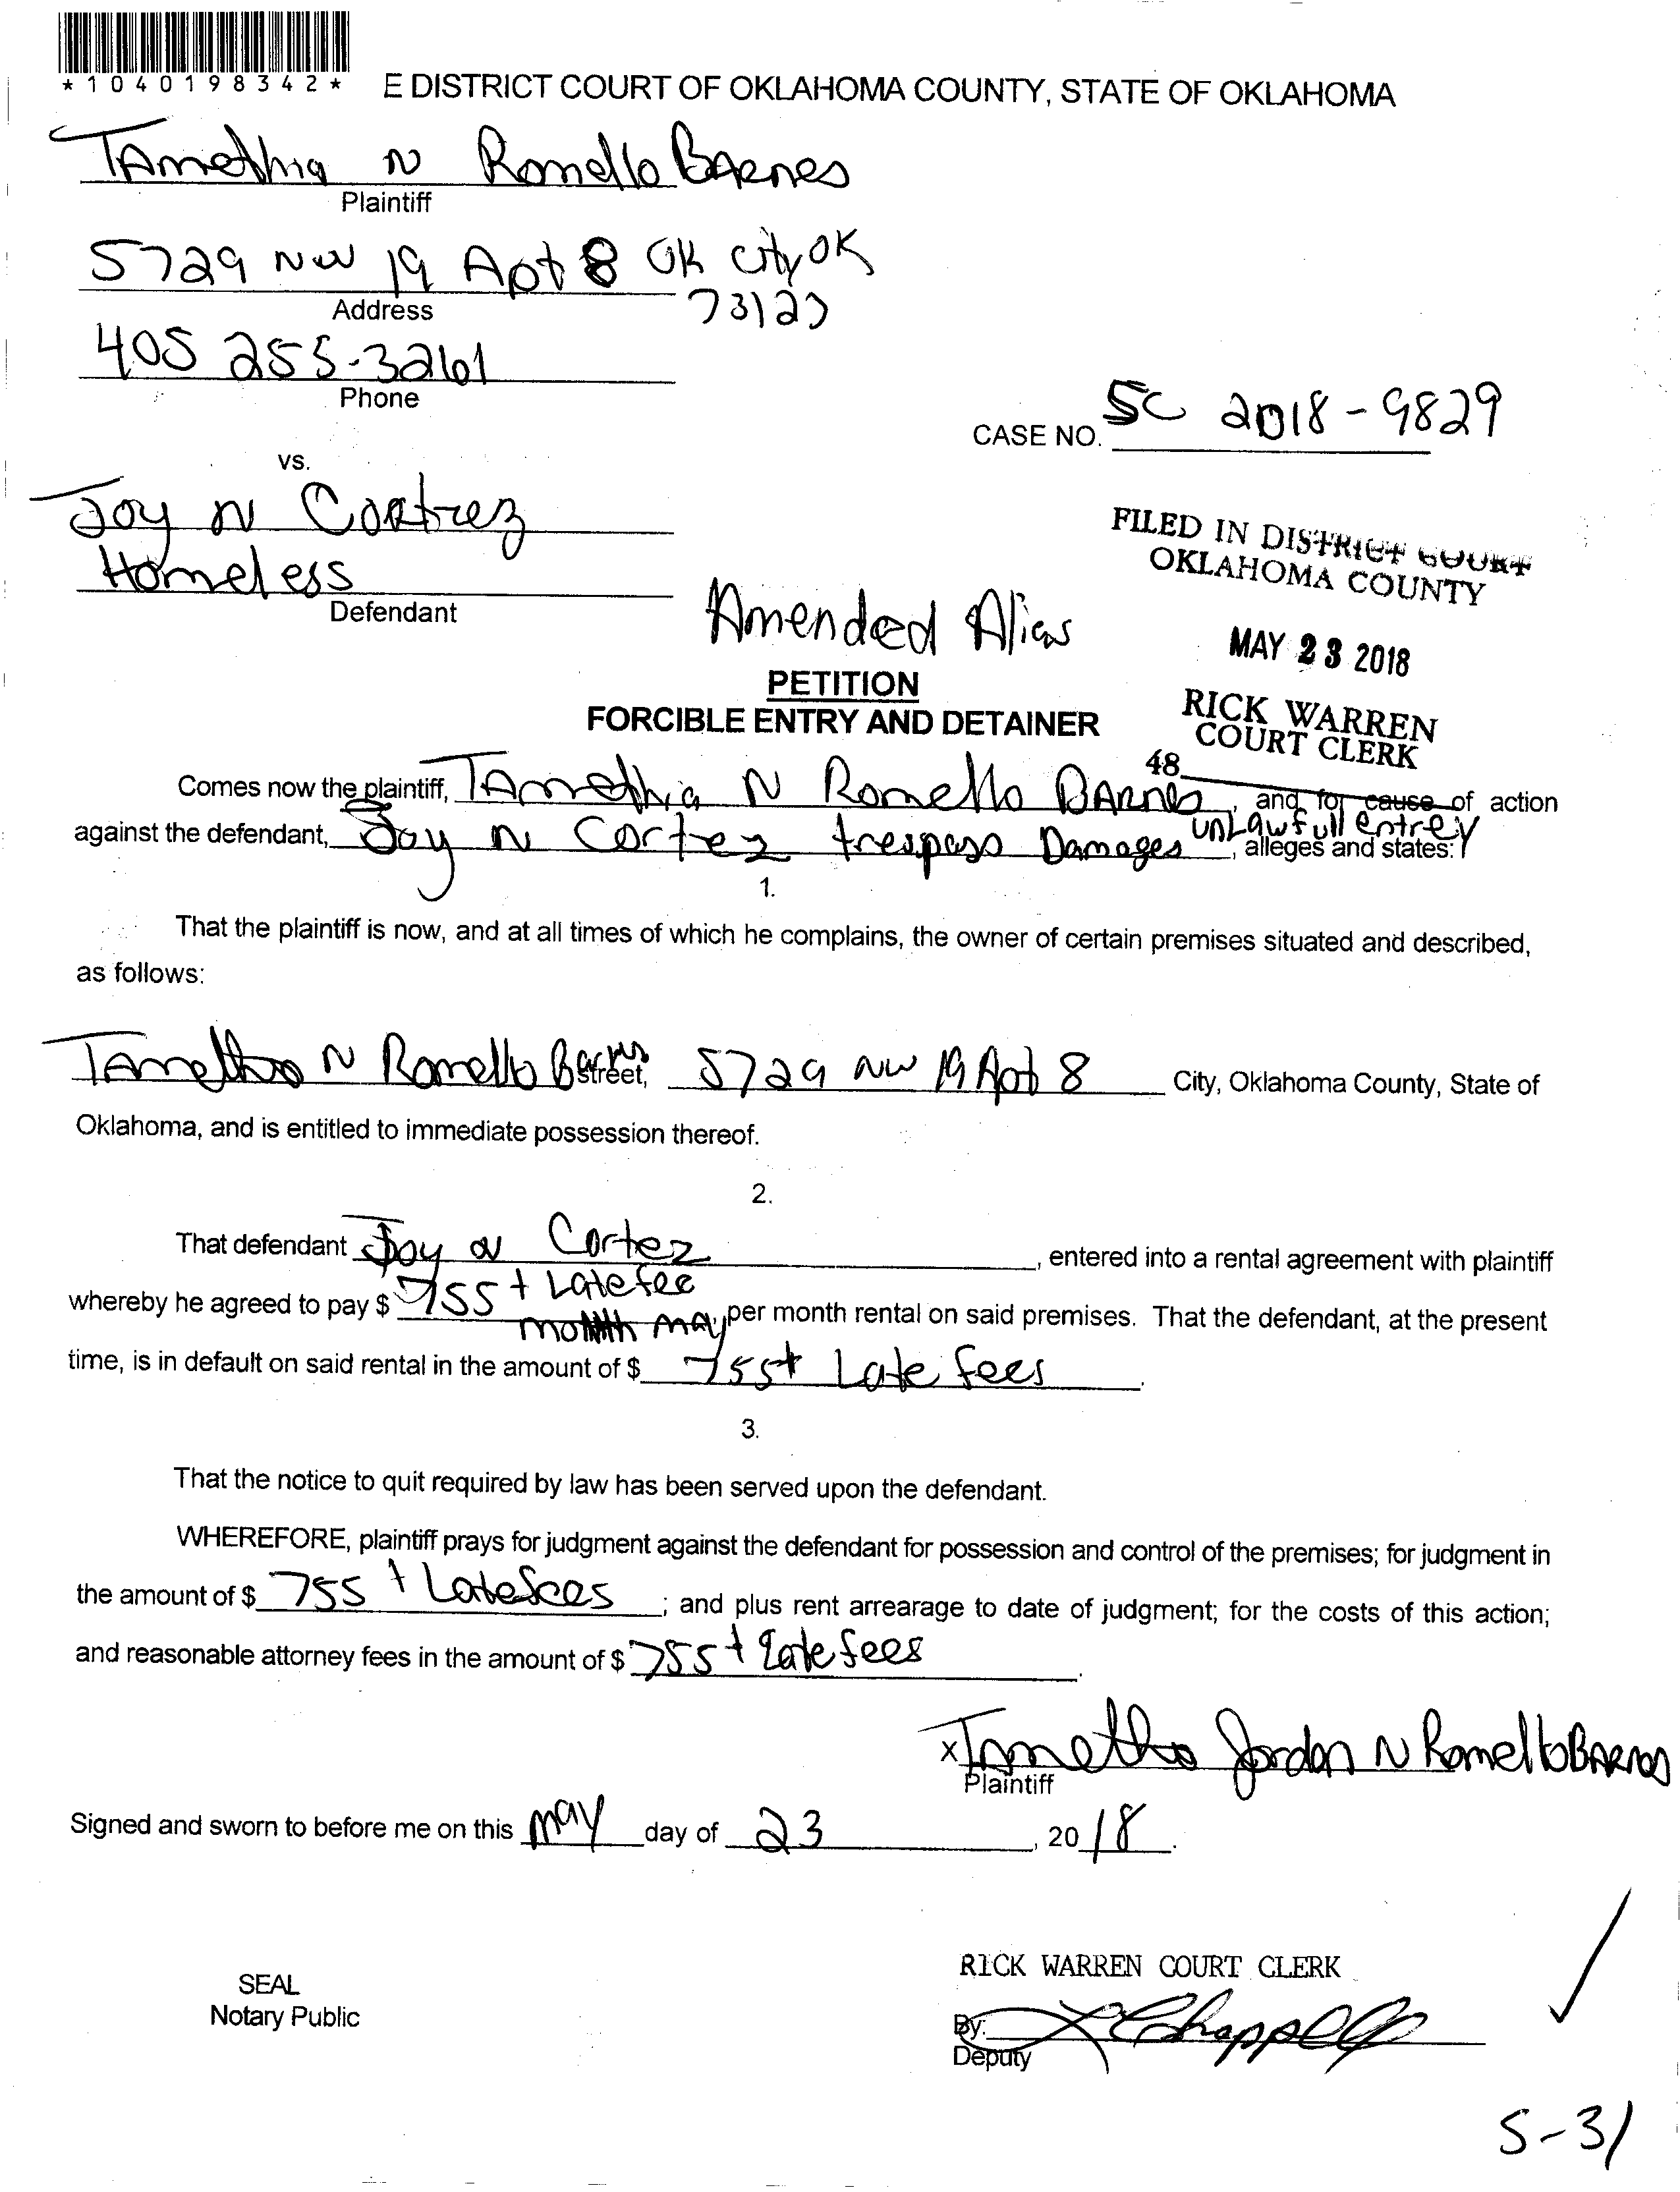 *1040198342*
E DISTRICT COURT OF OKLAHOMA COUNTY, STATE OF OKLAHOMA
TAmethia N Romello BARnes
Plaintiff
5729 NW 19 Apt 8 OK city OK
73127
Address
405 255-3261
Phone
CASE NO. SC 2018-9829
vs.
Joy N Cortrez
Homeless
Defendant
FILED IN DISTRICT COURT
OKLAHOMA COUNTY
MAY 23 2018
RICK WARREN
COURT CLERK
48
Amended Alias
PETITION
FORCIBLE ENTRY AND DETAINER
Comes now the plaintiff, TAmethia N Romello BARnes, and for cause of action
against the defendant, Joy N Cortez trespass Damages unLawfull entrey, alleges and states:
1.
That the plaintiff is now, and at all times of which he complains, the owner of certain premises situated and described,
as follows:
TAmetha N Romello Barnes Street, 5729 NW 19 Apt 8 City, Oklahoma County, State of
Oklahoma, and is entitled to immediate possession thereof.
2.
That defendant Joy N Cortez, entered into a rental agreement with plaintiff
whereby he agreed to pay $ 755 + Late fee month may per month rental on said premises. That the defendant, at the present
time, is in default on said rental in the amount of $ 755+ Late fees.
3.
That the notice to quit required by law has been served upon the defendant.
WHEREFORE, plaintiff prays for judgment against the defendant for possession and control of the premises; for judgment in
the amount of $ 755 + Latefees; and plus rent arrearage to date of judgment; for the costs of this action;
and reasonable attorney fees in the amount of $ 755 + Late fees.
x Tametha Jordan N Romello BARnes
Plaintiff
Signed and sworn to before me on this may day of 23, 2018.
RICK WARREN COURT CLERK
SEAL
Notary Public
By: Chappell
Deputy
5-31